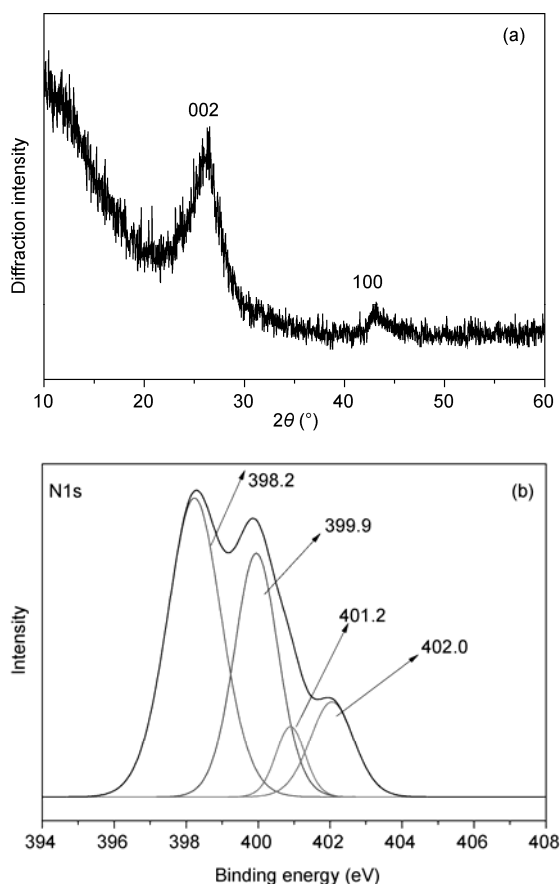 (a)
002
100
Diffraction intensity
10 20 30 40 50 60
2θ (°)
N1s
(b)
398.2
399.9
401.2
402.0
Intensity
394 396 398 400 402 404 406 408
Binding energy (eV)